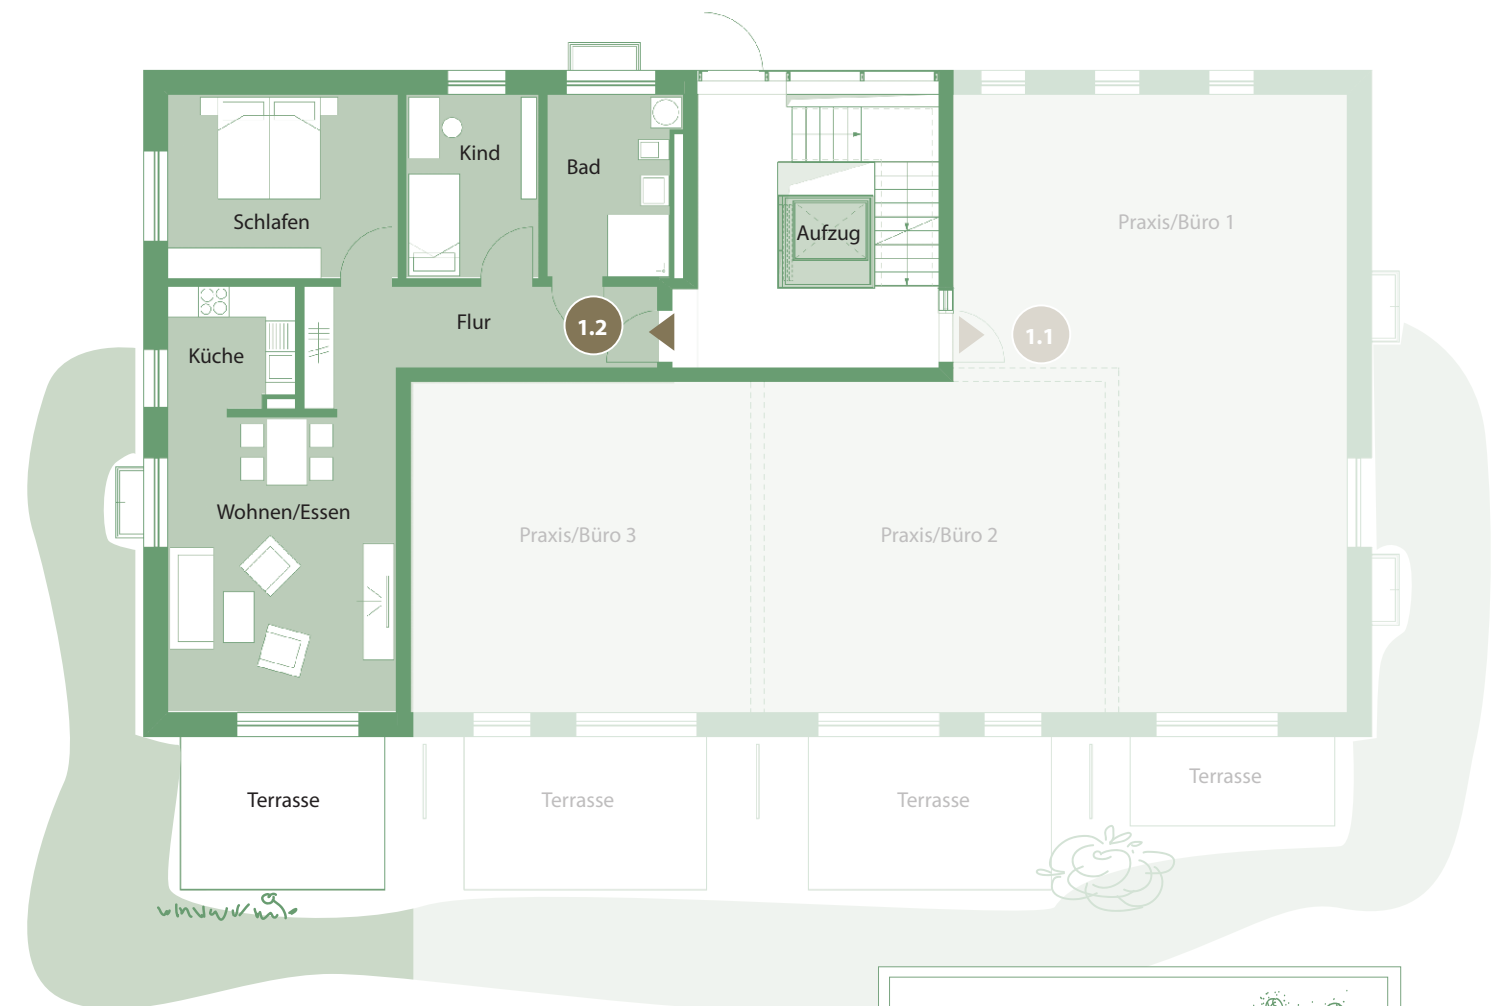 Kind
Bad
Schlafen
Aufzug
Praxis/Büro 1
Flur
1.2
1.1
Küche
Wohnen/Essen
Praxis/Büro 3
Praxis/Büro 2
Terrasse
Terrasse
Terrasse
Terrasse